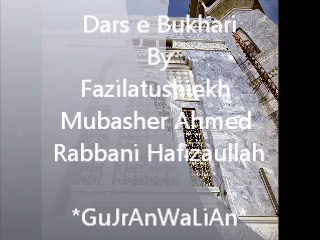 Dars e Bukhari
By
Fazilatushiekh
Mubasher Ahmed
Rabbani Hafizaullah
*GuJrAnWaLiAn*